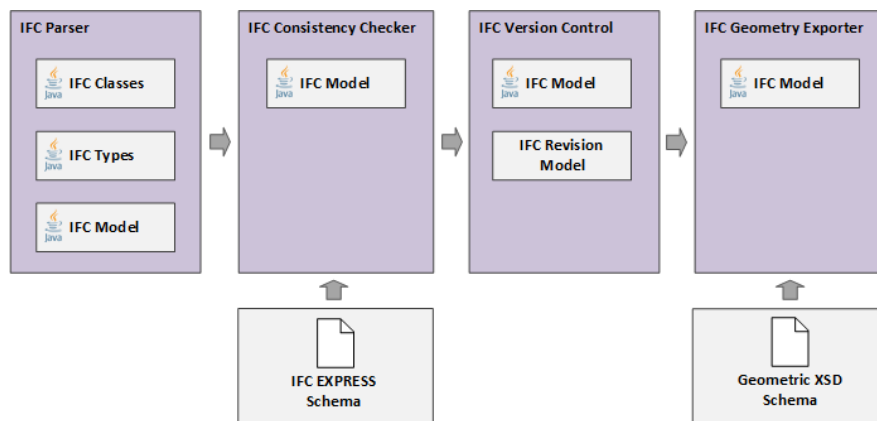 IFC Parser
Java IFC Classes
Java IFC Types
Java IFC Model
IFC Consistency Checker
Java IFC Model
IFC Version Control
Java IFC Model
IFC Revision
Model
IFC Geometry Exporter
Java IFC Model
IFC EXPRESS
Schema
Geometric XSD
Schema